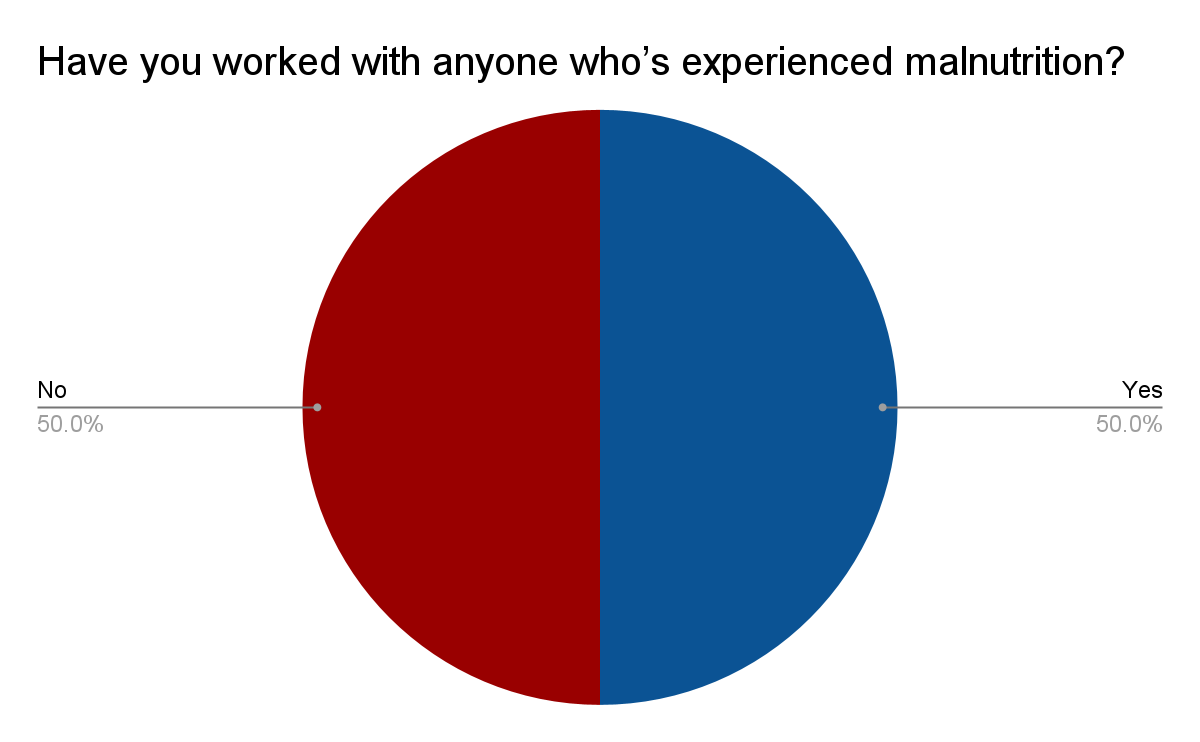 Have you worked with anyone who’s experienced malnutrition?
No
50.0%
Yes
50.0%